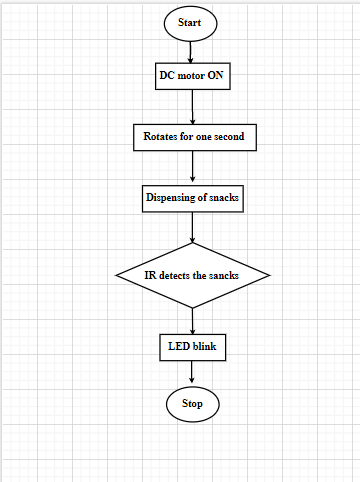 Start
DC motor ON
Rotates for one second
Dispensing of snacks
IR detects the sancks
LED blink
Stop